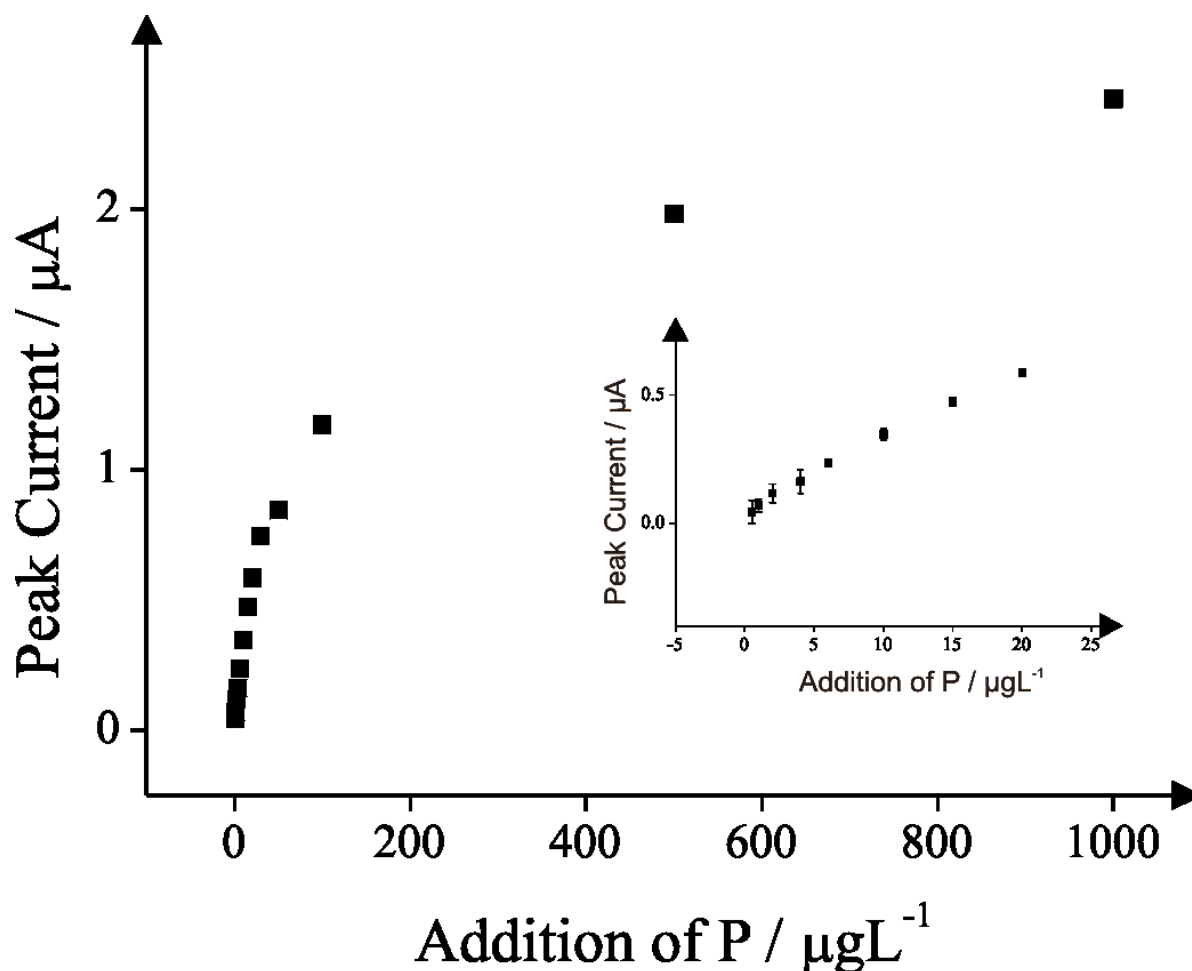 Peak Current / μA
2
1
0
0 200 400 600 800 1000
Addition of P / μgL⁻¹
Peak Current / μA
0.5
0.0
-5 0 5 10 15 20 25
Addition of P / μgL⁻¹